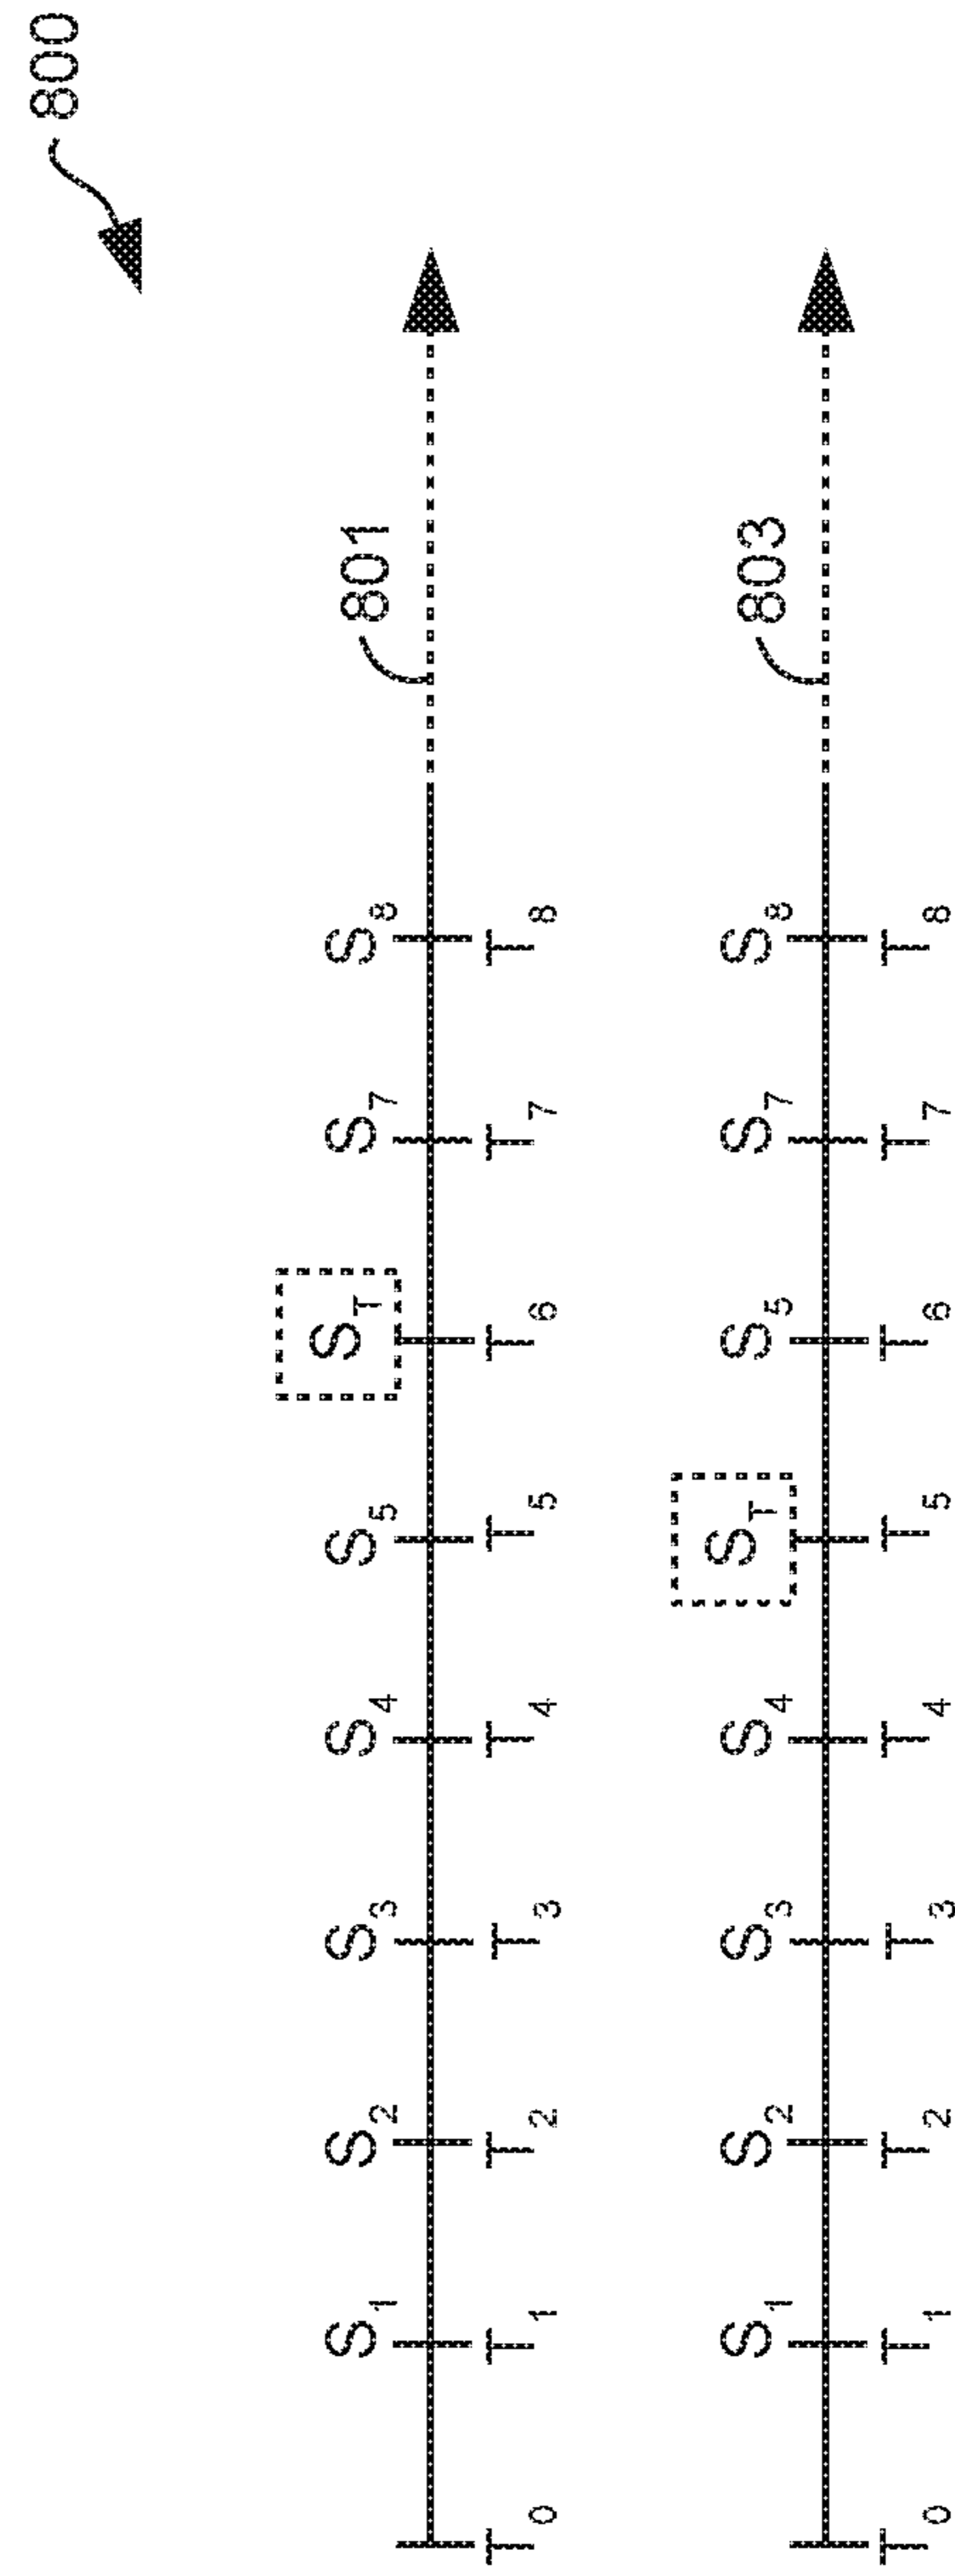 800
801
S1 S2 S3 S4 S5 ST S7 S8
T0 T1 T2 T3 T4 T5 T6 T7 T8
803
S1 S2 S3 S4 ST S5 S7 S8
T0 T1 T2 T3 T4 T5 T6 T7 T8